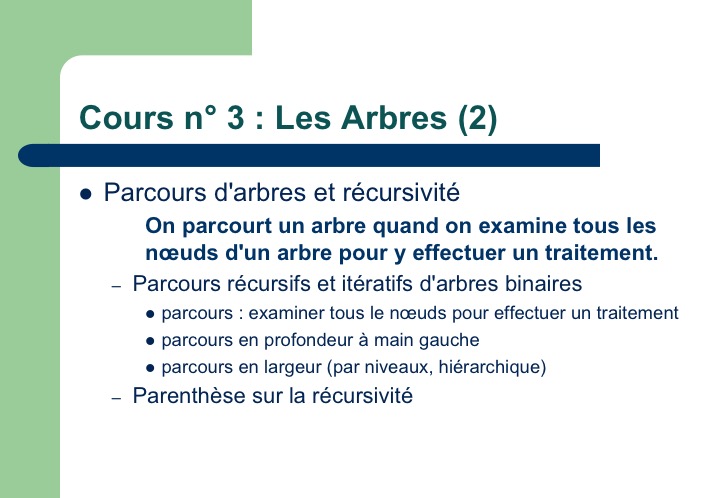 Cours n° 3 : Les Arbres (2)
Parcours d'arbres et récursivité
On parcourt un arbre quand on examine tous les
nœuds d'un arbre pour y effectuer un traitement.
– Parcours récursifs et itératifs d'arbres binaires
parcours : examiner tous le nœuds pour effectuer un traitement
parcours en profondeur à main gauche
parcours en largeur (par niveaux, hiérarchique)
– Parenthèse sur la récursivité